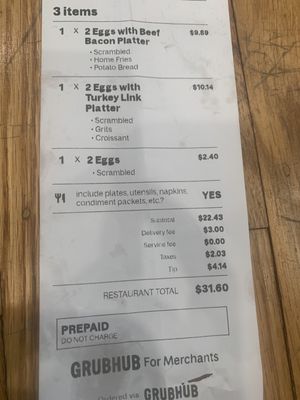 3 items
1 x 2 Eggs with Beef $9.89
Bacon Platter
• Scrambled
• Home Fries
• Potato Bread
1 x 2 Eggs with $10.14
Turkey Link
Platter
• Scrambled
• Grits
• Croissant
1 x 2 Eggs $2.40
• Scrambled
include plates, utensils, napkins, YES
condiment packets, etc.?
Subtotal $22.43
Delivery fee $3.00
Service fee $0.00
Taxes $2.03
Tip $4.14
RESTAURANT TOTAL $31.60
PREPAID
DO NOT CHARGE
GRUBHUB For Merchants
Ordered via GRUBHUB